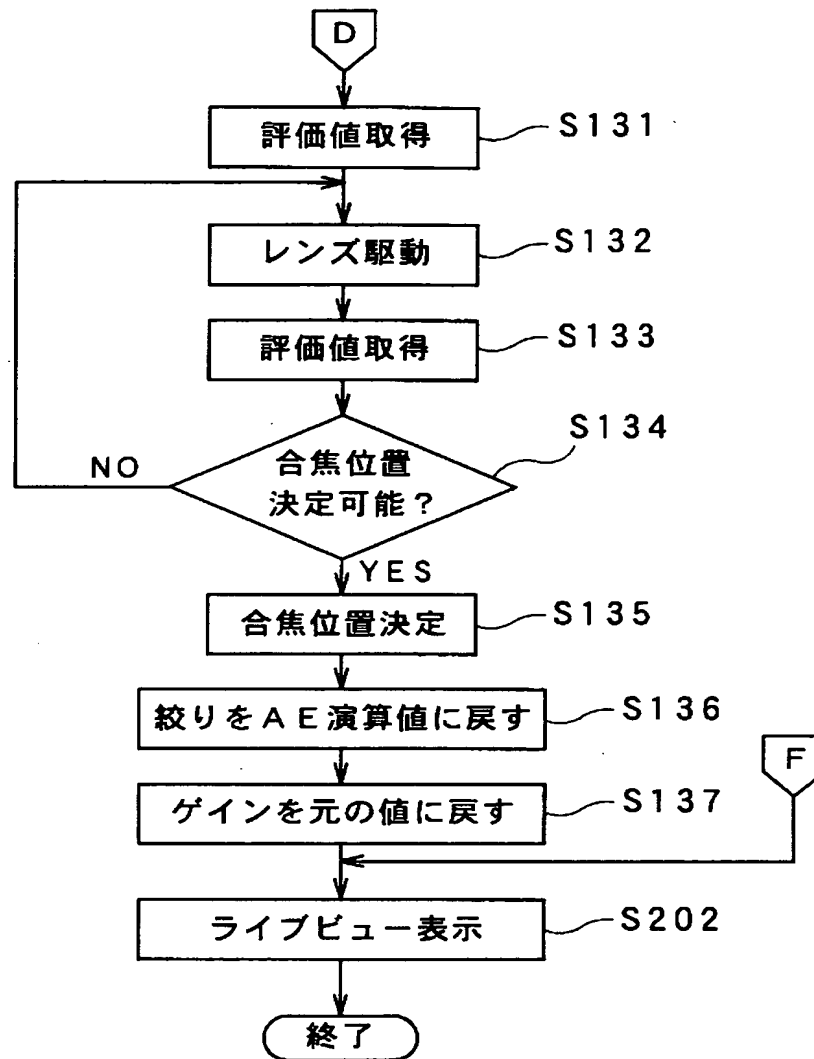 D
評価値取得
S131
レンズ駆動
S132
評価値取得
S133
S134
NO
合焦位置
決定可能？
YES
合焦位置決定
S135
絞りをＡＥ演算値に戻す
S136
F
ゲインを元の値に戻す
S137
ライブビュー表示
S202
終了